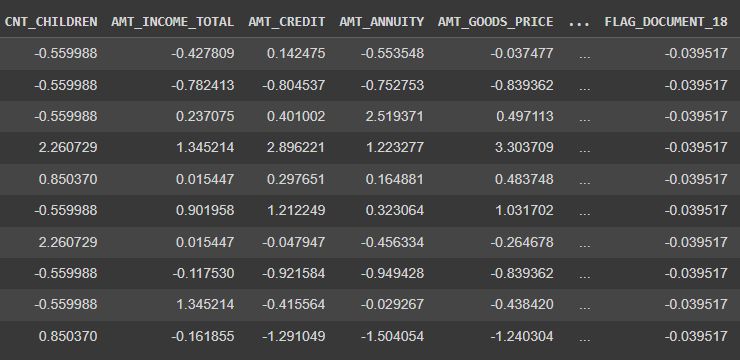 CNT_CHILDREN AMT_INCOME_TOTAL AMT_CREDIT AMT_ANNUITY AMT_GOODS_PRICE ... FLAG_DOCUMENT_18
-0.559988 -0.427809 0.142475 -0.553548 -0.037477 ... -0.039517
-0.559988 -0.782413 -0.804537 -0.752753 -0.839362 ... -0.039517
-0.559988 0.237075 0.401002 2.519371 0.497113 ... -0.039517
2.260729 1.345214 2.896221 1.223277 3.303709 ... -0.039517
0.850370 0.015447 0.297651 0.164881 0.483748 ... -0.039517
-0.559988 0.901958 1.212249 0.323064 1.031702 ... -0.039517
2.260729 0.015447 -0.047947 -0.456334 -0.264678 ... -0.039517
-0.559988 -0.117530 -0.921584 -0.949428 -0.839362 ... -0.039517
-0.559988 1.345214 -0.415564 -0.029267 -0.438420 ... -0.039517
0.850370 -0.161855 -1.291049 -1.504054 -1.240304 ... -0.039517